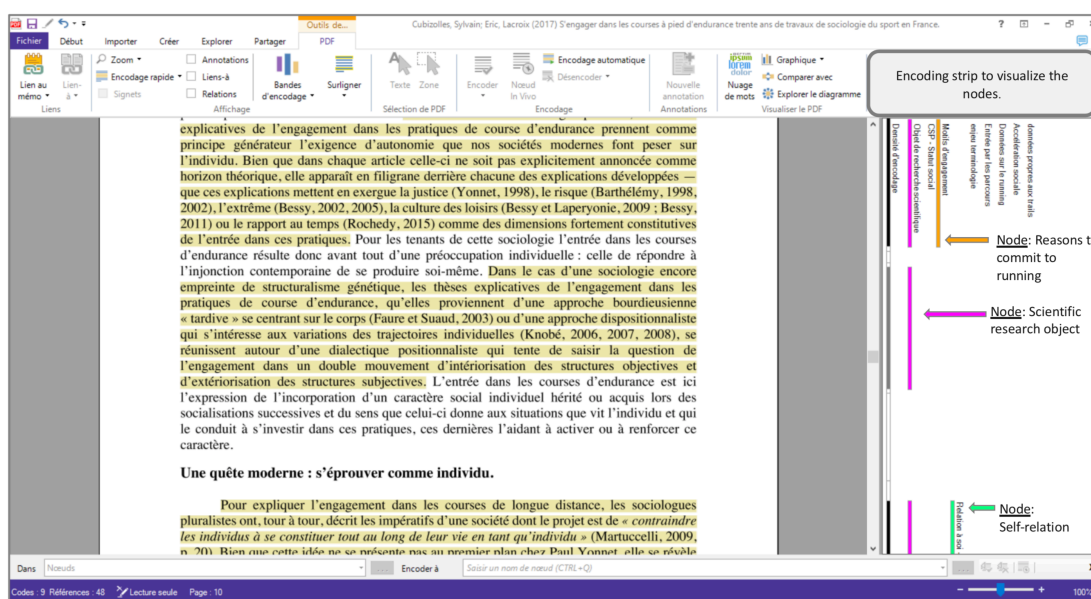 Outils de...
Cubizolles, Sylvain; Eric, Lacroix (2017) S'engager dans les courses à pied d'endurance trente ans de travaux de sociologie du sport en France.
Fichier Début Importer Créer Explorer Partager PDF
Lien au mémo
Lien-à
Liens
Zoom
Encodage rapide
Signets
Annotations
Liens-à
Relations
Affichage
Bandes d'encodage
Surligner
Texte Zone
Sélection de PDF
Encoder
Nœud In Vivo
Encodage automatique
Désencoder
Encodage
Nouvelle annotation
Annotations
Nuage de mots
Graphique
Comparer avec
Explorer le diagramme
Visualiser le PDF
Encoding strip to visualize the
nodes.
explicatives de l'engagement dans les pratiques de course d'endurance prennent comme
principe générateur l'exigence d'autonomie que nos sociétés modernes font peser sur
l'individu. Bien que dans chaque article celle-ci ne soit pas explicitement annoncée comme
horizon théorique, elle apparaît en filigrane derrière chacune des explications développées —
que ces explications mettent en exergue la justice (Yonnet, 1998), le risque (Barthélémy, 1998,
2002), l'extrême (Bessy, 2002, 2005), la culture des loisirs (Bessy et Laperyonie, 2009 ; Bessy,
2011) ou le rapport au temps (Rochedy, 2015) comme des dimensions fortement constitutives
de l'entrée dans ces pratiques. Pour les tenants de cette sociologie l'entrée dans les courses
d'endurance résulte donc avant tout d'une préoccupation individuelle : celle de répondre à
l'injonction contemporaine de se produire soi-même. Dans le cas d'une sociologie encore
empreinte de structuralisme génétique, les thèses explicatives de l'engagement dans les
pratiques de course d'endurance, qu'elles proviennent d'une approche bourdieusienne
« tardive » se centrant sur le corps (Faure et Suaud, 2003) ou d'une approche dispositionnaliste
qui s'intéresse aux variations des trajectoires individuelles (Knobé, 2006, 2007, 2008), se
réunissent autour d'une dialectique positionnaliste qui tente de saisir la question de
l'engagement dans un double mouvement d'intériorisation des structures objectives et
d'extériorisation des structures subjectives. L'entrée dans les courses d'endurance est ici
l'expression de l'incorporation d'un caractère social individuel hérité ou acquis lors des
socialisations successives et du sens que celui-ci donne aux situations que vit l'individu et qui
le conduit à s'investir dans ces pratiques, ces dernières l'aidant à activer ou à renforcer ce
caractère.
Une quête moderne : s'éprouver comme individu.
Pour expliquer l'engagement dans les courses de longue distance, les sociologues
pluralistes ont, tour à tour, décrit les impératifs d'une société dont le projet est de « contraindre
les individus à se constituer tout au long de leur vie en tant qu'individu » (Martuccelli, 2009,
p. 20). Bien que cette idée ne se présente pas au premier plan chez Paul Yonnet, elle se révèle
Densité d'encodage
Objet de recherche scientifique
CSP - Statut social
Motifs d'engagement
enjeu terminologie
Entrée par les parcours
Données sur le running
Accélération sociale
données propres aux trails
Node: Reasons t
commit to
running
Node: Scientific
research object
Relation à soi
Node:
Self-relation
Dans Nœuds Encoder à Saisir un nom de nœud (CTRL+Q)
Codes : 9 Références : 48 Lecture seule Page : 10 100%